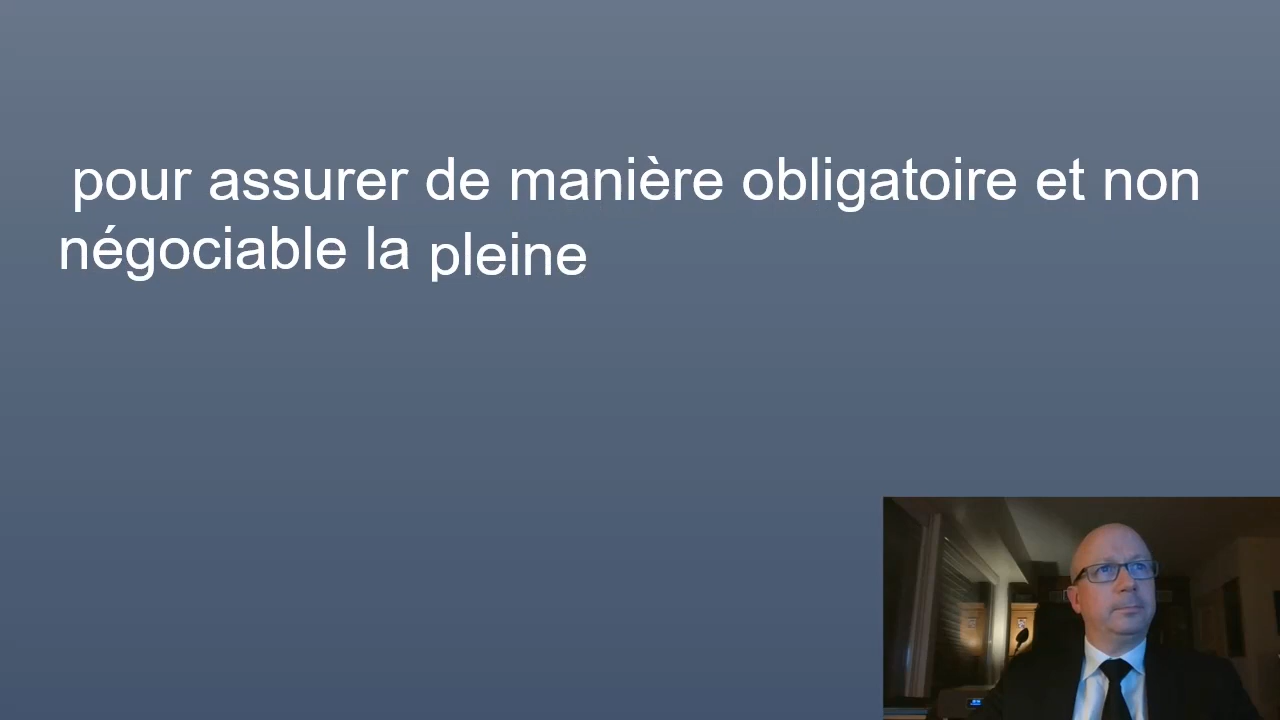 pour assurer de manière obligatoire et non
négociable la pleine